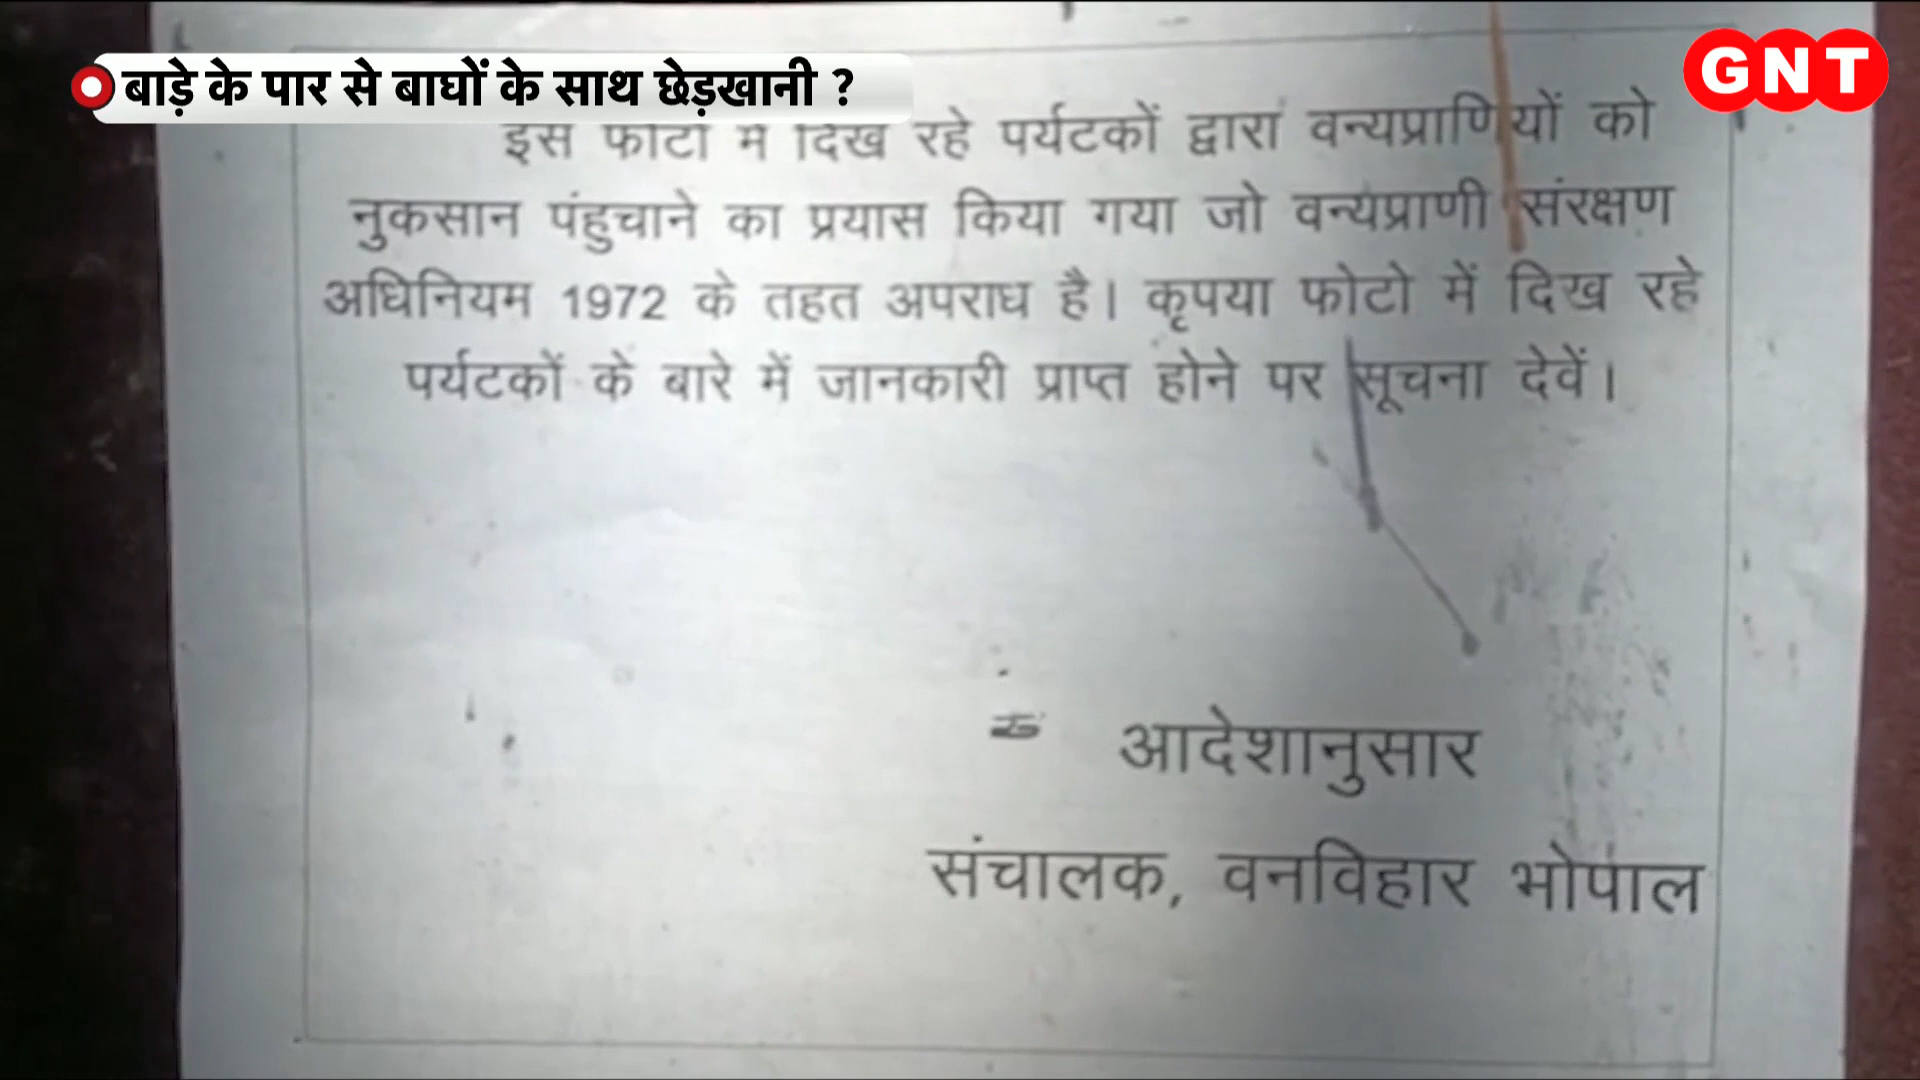 बाड़े के पार से बाघों के साथ छेड़खानी ?
GNT
इस फोटो में दिख रहे पर्यटकों द्वारा वन्यप्राणियों को
नुकसान पंहुचाने का प्रयास किया गया जो वन्यप्राणी संरक्षण
अधिनियम 1972 के तहत अपराध है। कृपया फोटो में दिख रहे
पर्यटकों के बारे में जानकारी प्राप्त होने पर सूचना देवें।
आदेशानुसार
संचालक, वनविहार भोपाल